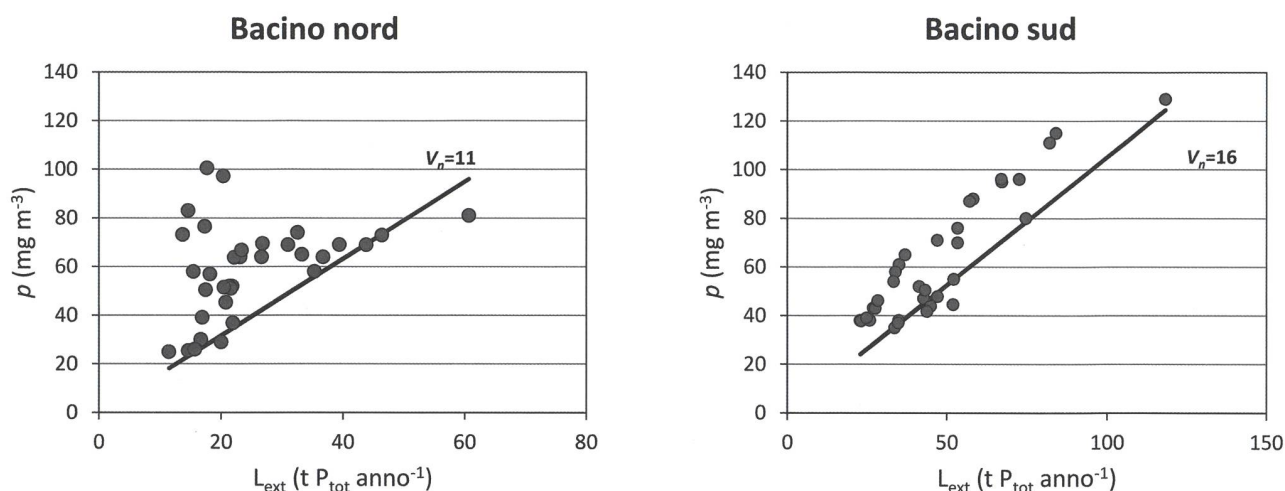 Bacino nord
p (mg m-3)
140
120
100
80
60
40
20
0
Vn=11
0 20 40 60 80
Lext (t Ptot anno-1)
Bacino sud
p (mg m-3)
140
120
100
80
60
40
20
0
Vn=16
0 50 100 150
Lext (t Ptot anno-1)